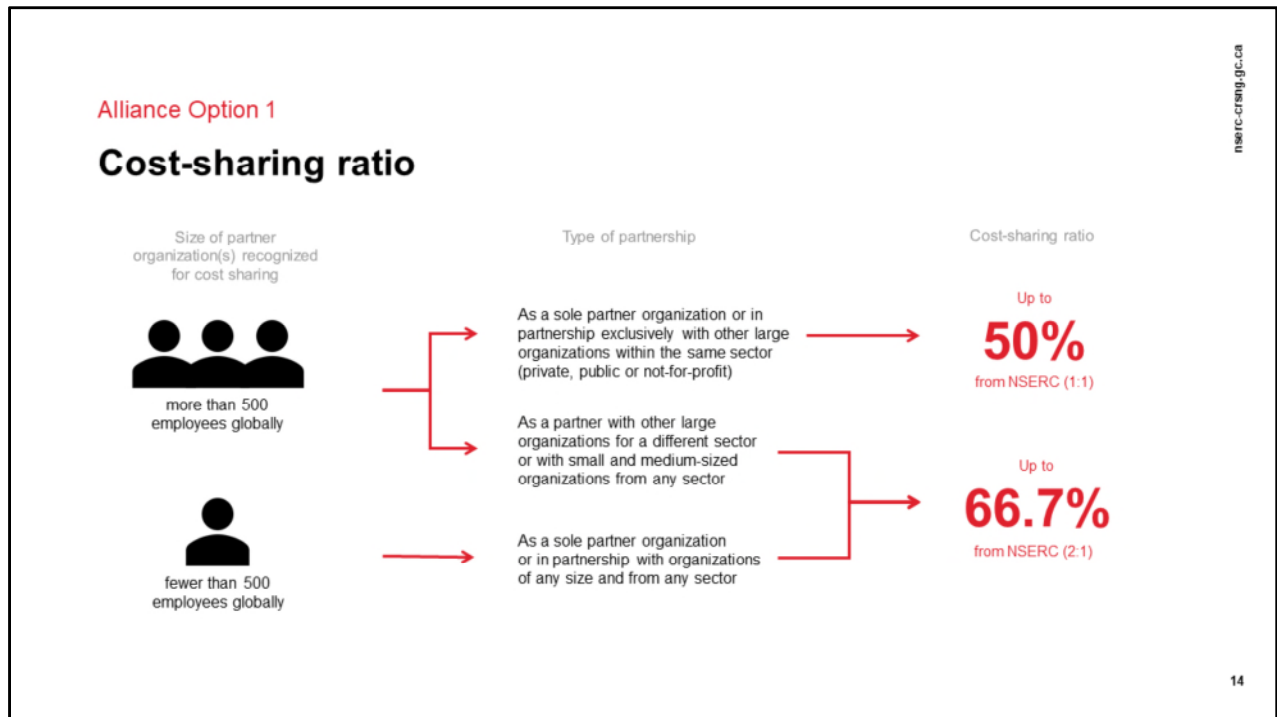 nserc-crsng.gc.ca
Alliance Option 1
Cost-sharing ratio
Size of partner
organization(s) recognized
for cost sharing
Type of partnership
Cost-sharing ratio
more than 500
employees globally
As a sole partner organization or in
partnership exclusively with other large
organizations within the same sector
(private, public or not-for-profit)
Up to
50%
from NSERC (1:1)
As a partner with other large
organizations for a different sector
or with small and medium-sized
organizations from any sector
Up to
66.7%
from NSERC (2:1)
fewer than 500
employees globally
As a sole partner organization
or in partnership with organizations
of any size and from any sector
14